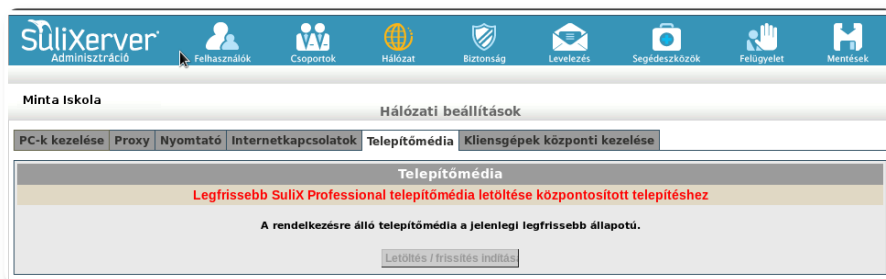 SuliXerver
Adminisztráció
Felhasználók
Csoportok
Hálózat
Biztonság
Levelezés
Segédeszközök
Felügyelet
Mentések
Minta Iskola
Hálózati beállítások
PC-k kezelése
Proxy
Nyomtató
Internetkapcsolatok
Telepítőmédia
Kliensgépek központi kezelése
Telepítőmédia
Legfrissebb SuliX Professional telepítőmédia letöltése központosított telepítéshez
A rendelkezésre álló telepítőmédia a jelenlegi legfrissebb állapotú.
Letöltés / frissítés indítás